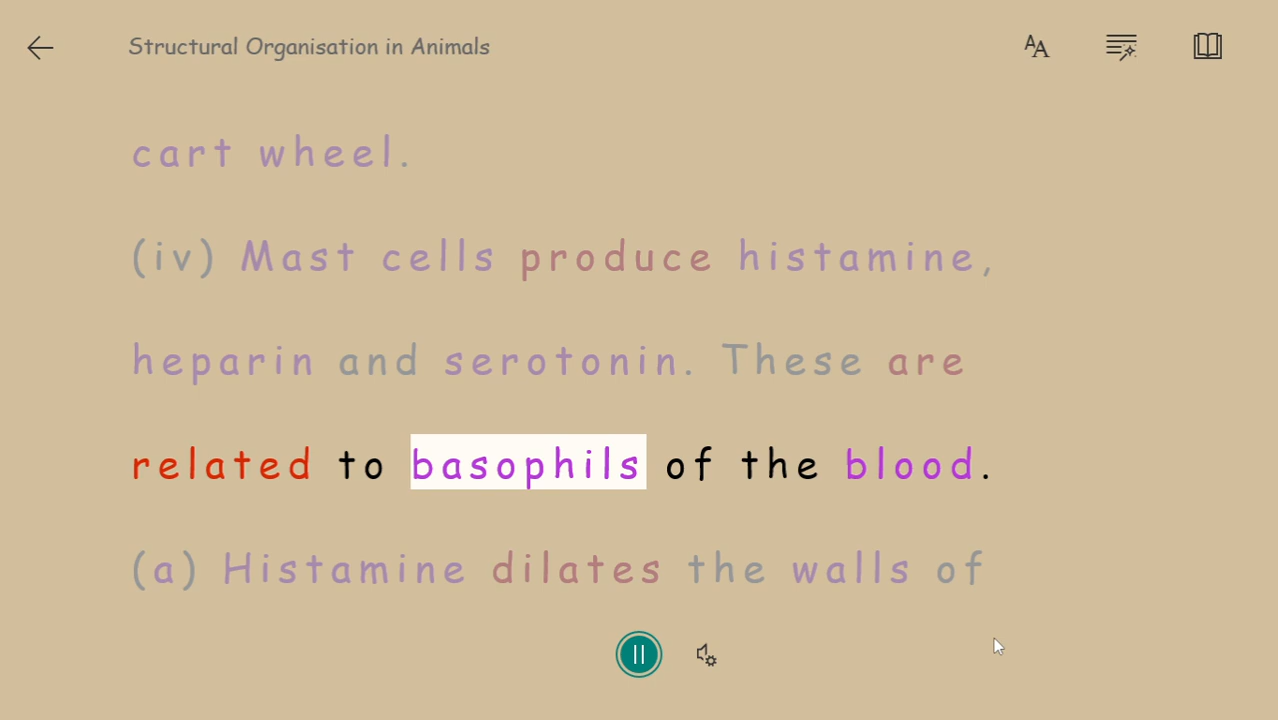 Structural Organisation in Animals
AA
cart wheel.
(iv) Mast cells produce histamine,
heparin and serotonin. These are
related to basophils of the blood.
(a) Histamine dilates the walls of